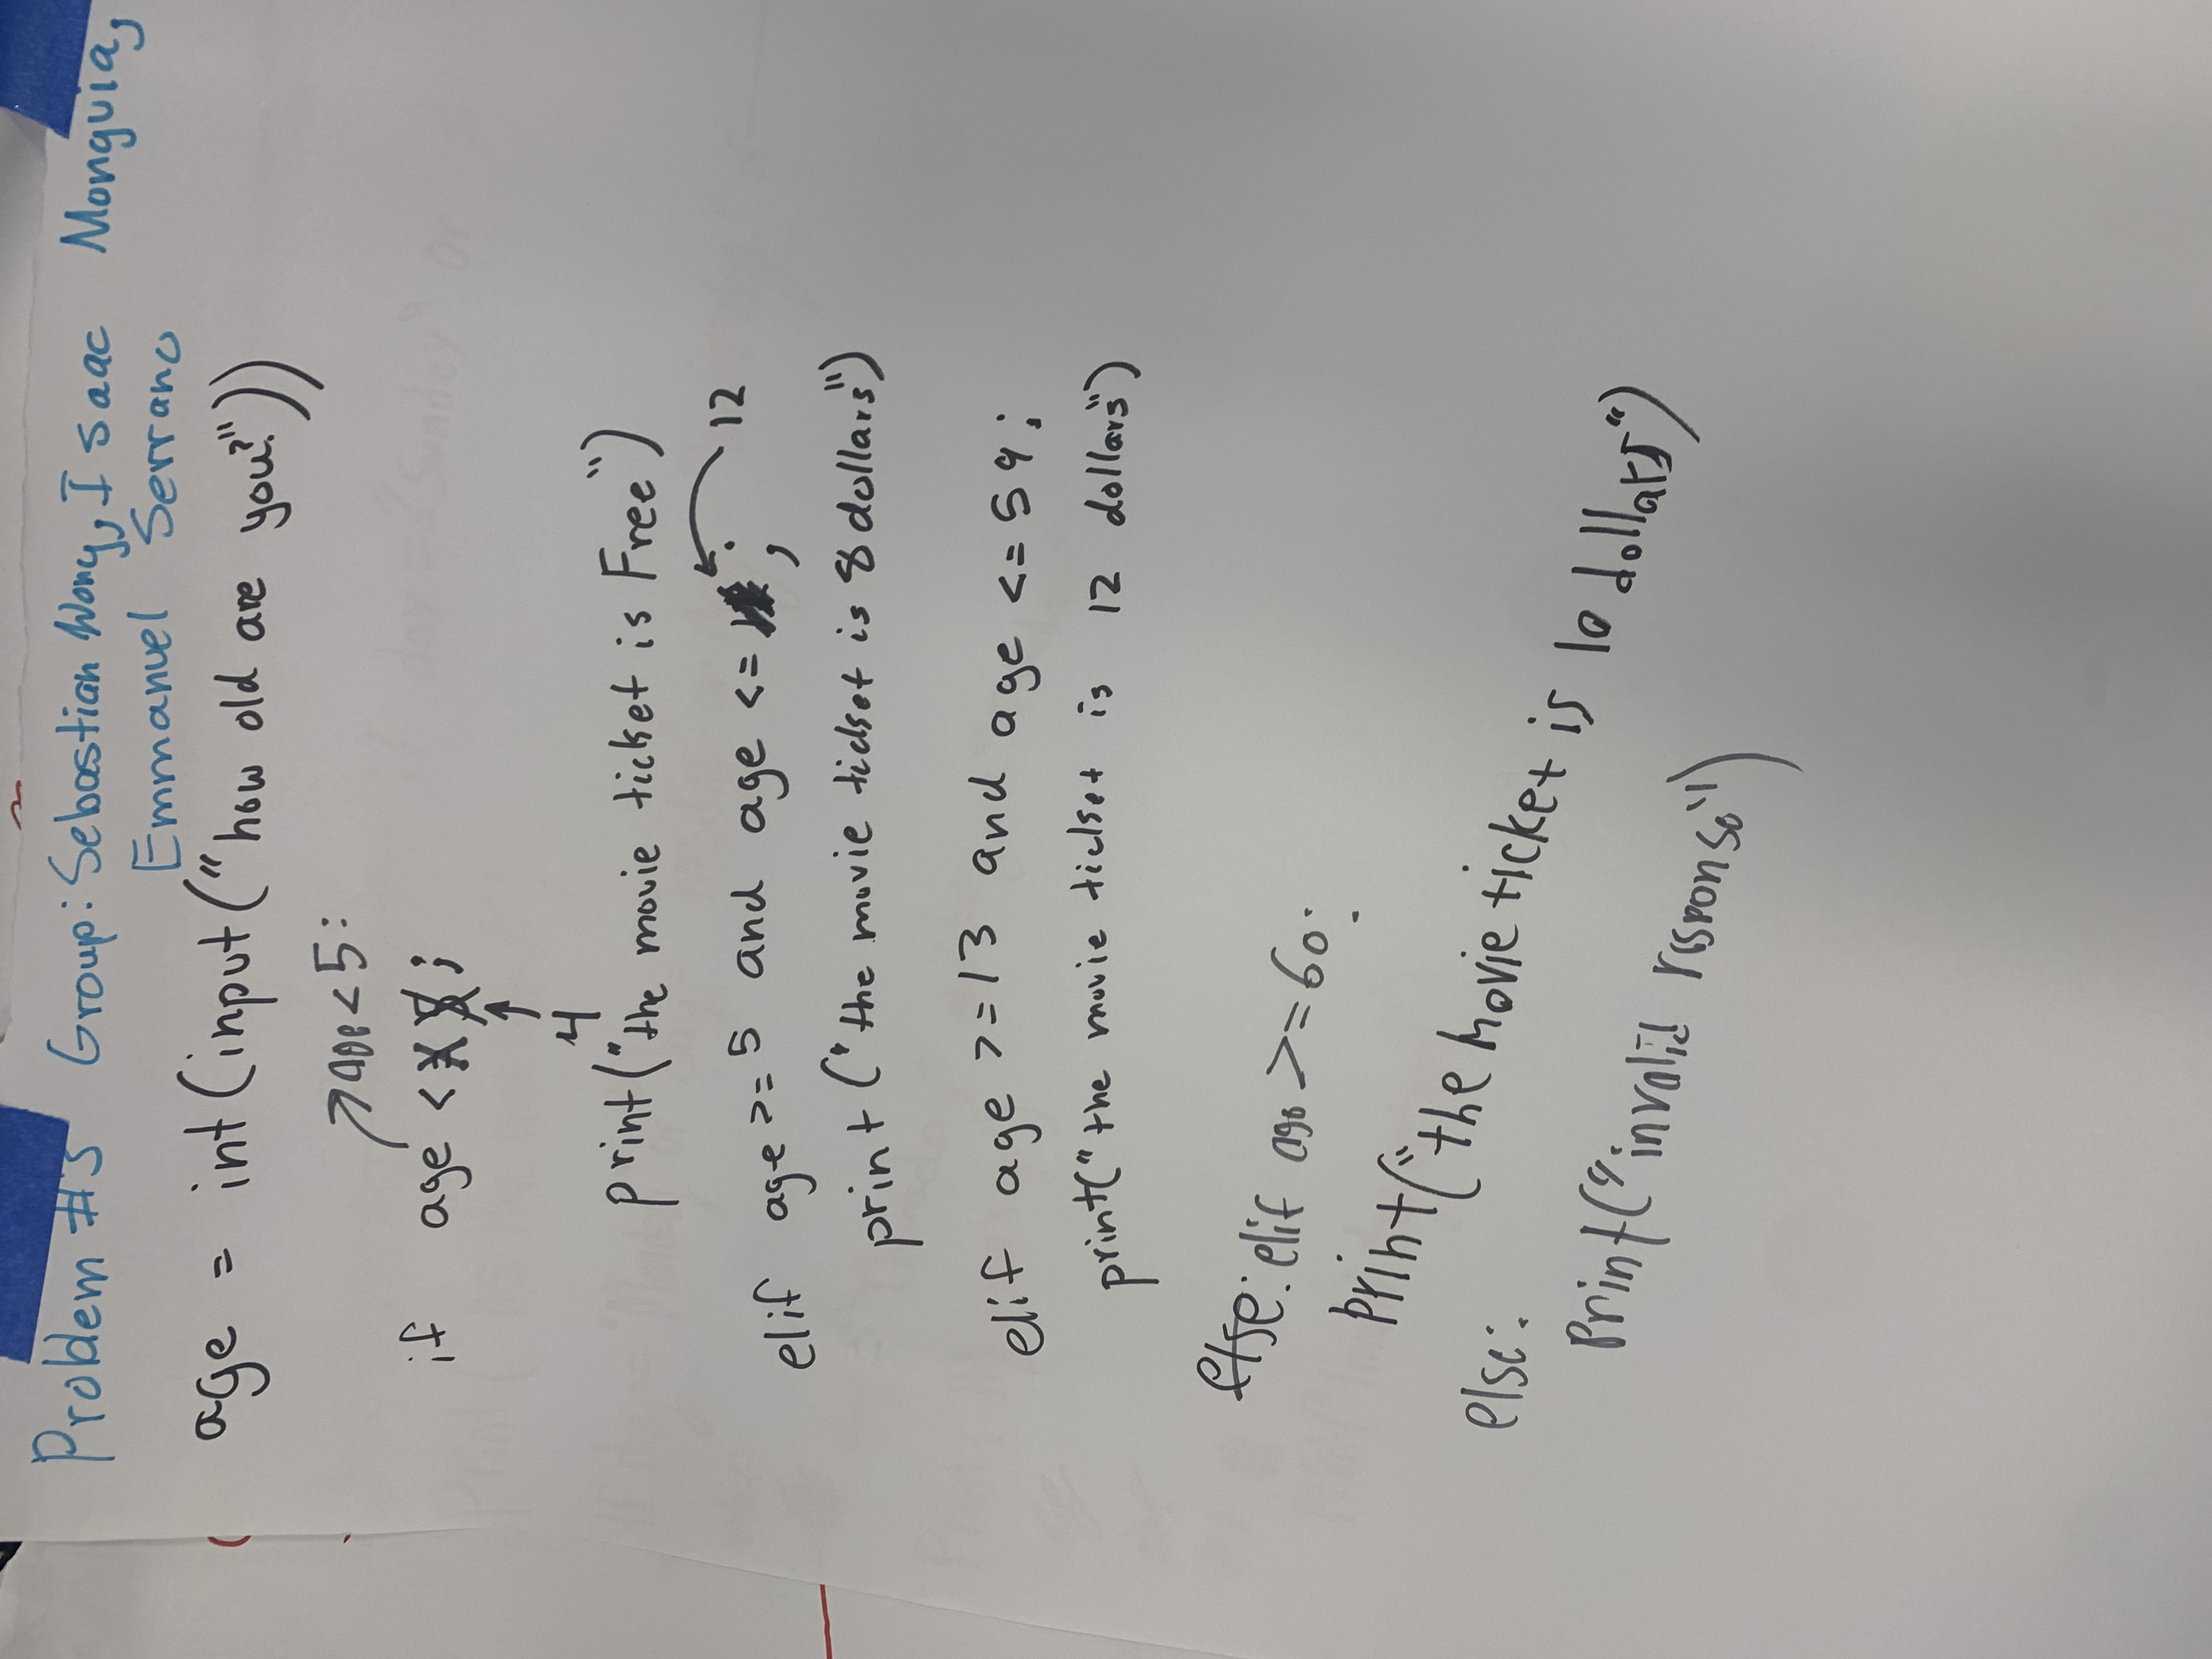 Problem #3 Group: Sebastian Wong, Isaac Monguia,
Emmanuel Serrano
age = int(input("how old are you?"))
age<5:
if age < ;
4
print("the movie ticket is Free")
12
elif age >= 5 and age <= ;
print ("the movie ticket is 8 dollars")
elif age >=13 and age <= 59;
print("the movie ticket is 12 dollars")
else: elif age >=60:
print("the movie ticket is 10 dollars")
else:
print("invalid response")